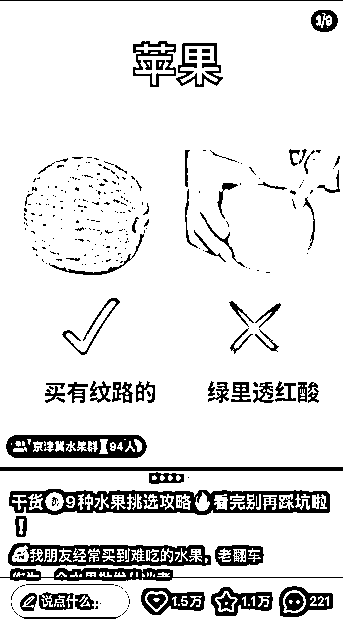 1/9
苹果
买有纹路的
绿里透红酸
京津冀水果群【94人】
干货 9种水果挑选攻略 看完别再踩坑啦
！
我朋友经常买到难吃的水果，老翻车
说点什么...
1.5万
1.1万
221